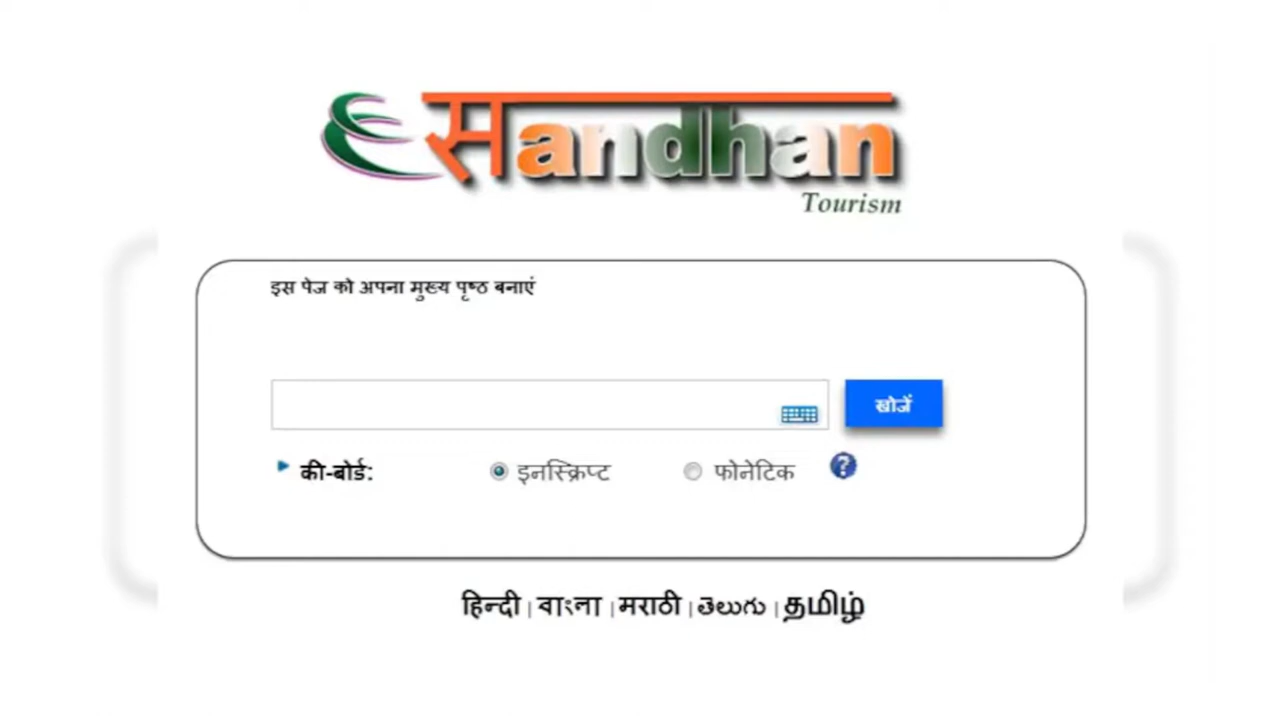 सandhan
Tourism
इस पेज को अपना मुख्य पृष्ठ बनाएं
खोजें
की-बोर्ड: इनस्क्रिप्ट फोनेटिक ?
हिन्दी | বাংলা | मराठी | తెలుగు | தமிழ்